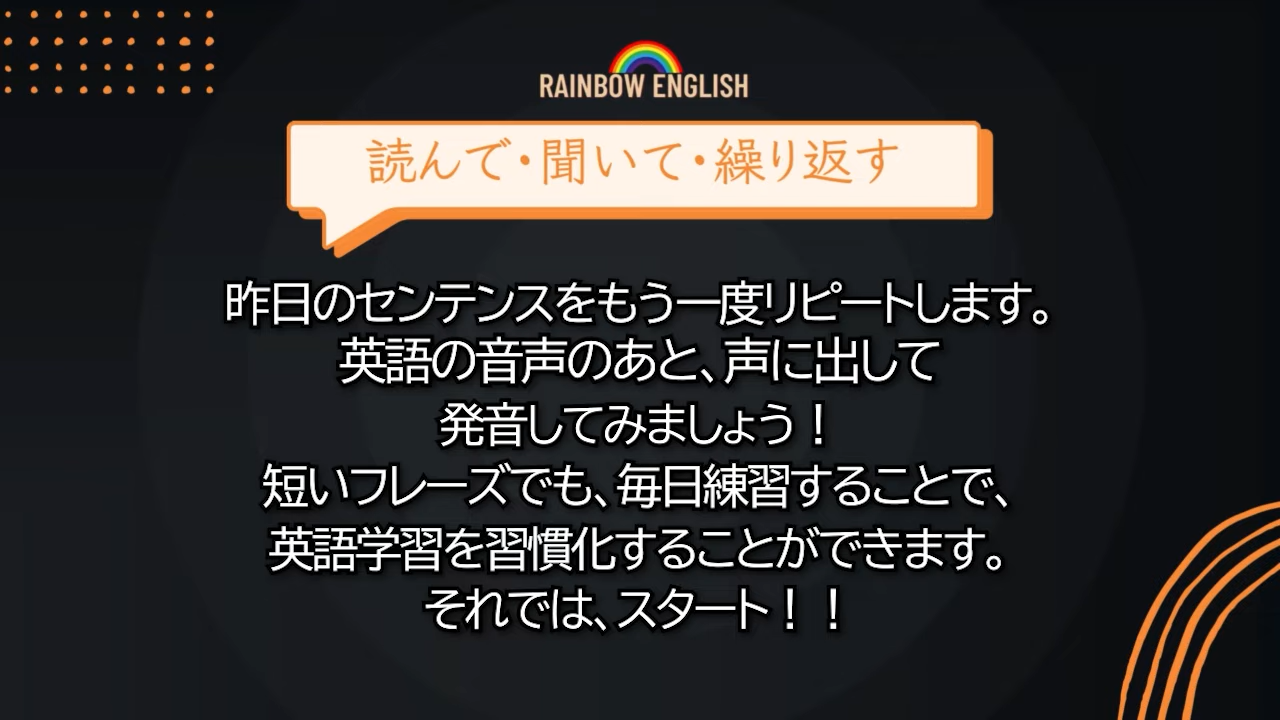 RAINBOW ENGLISH
読んで・聞いて・繰り返す
昨日のセンテンスをもう一度リピートします。
英語の音声のあと、声に出して
発音してみましょう！
短いフレーズでも、毎日練習することで、
英語学習を習慣化することができます。
それでは、スタート！！